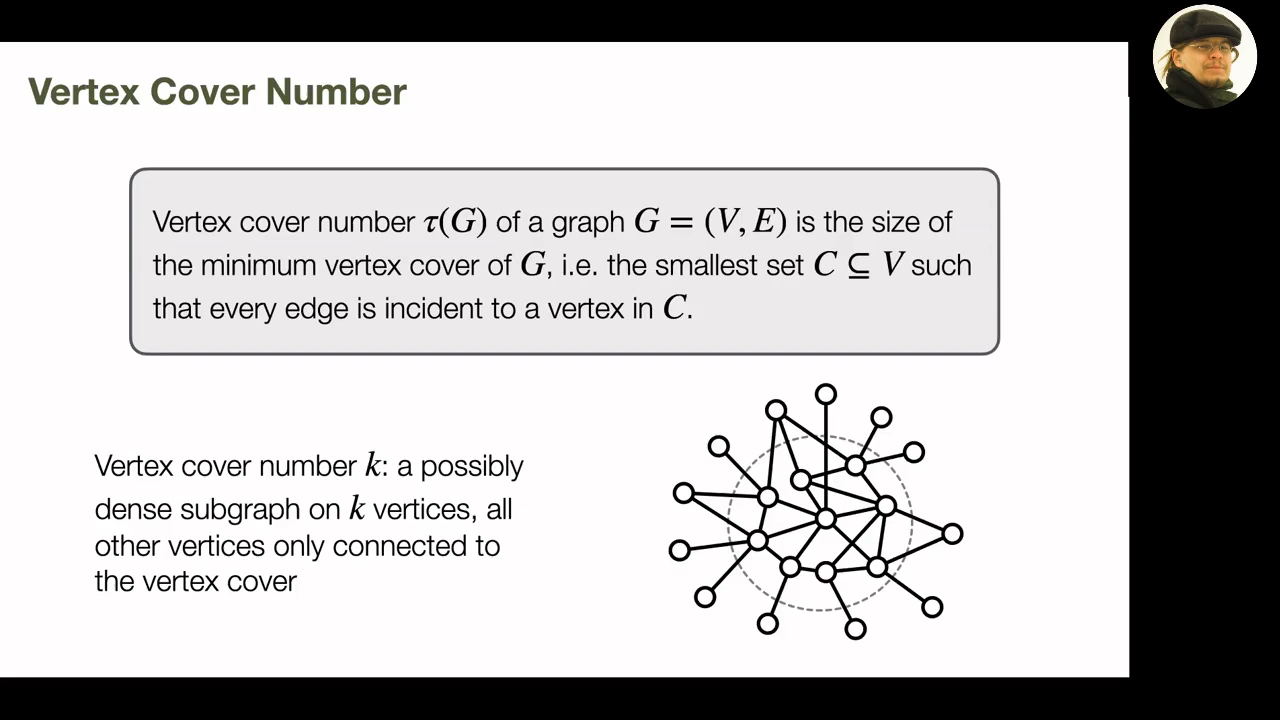 Vertex Cover Number
Vertex cover number τ(G) of a graph G = (V, E) is the size of
the minimum vertex cover of G, i.e. the smallest set C ⊆ V such
that every edge is incident to a vertex in C.
Vertex cover number k: a possibly
dense subgraph on k vertices, all
other vertices only connected to
the vertex cover